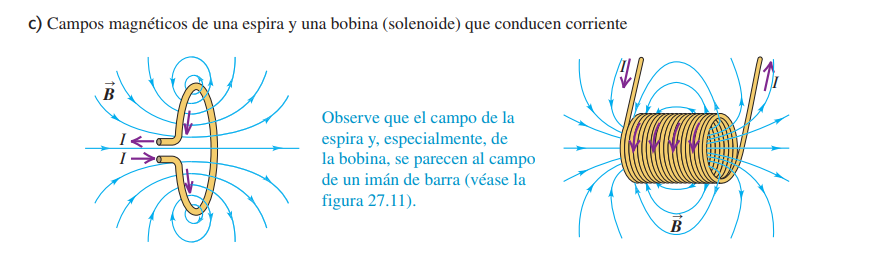 c) Campos magnéticos de una espira y una bobina (solenoide) que conducen corriente
B
I
I
Observe que el campo de la
espira y, especialmente, de
la bobina, se parecen al campo
de un imán de barra (véase la
figura 27.11).
I
I
B